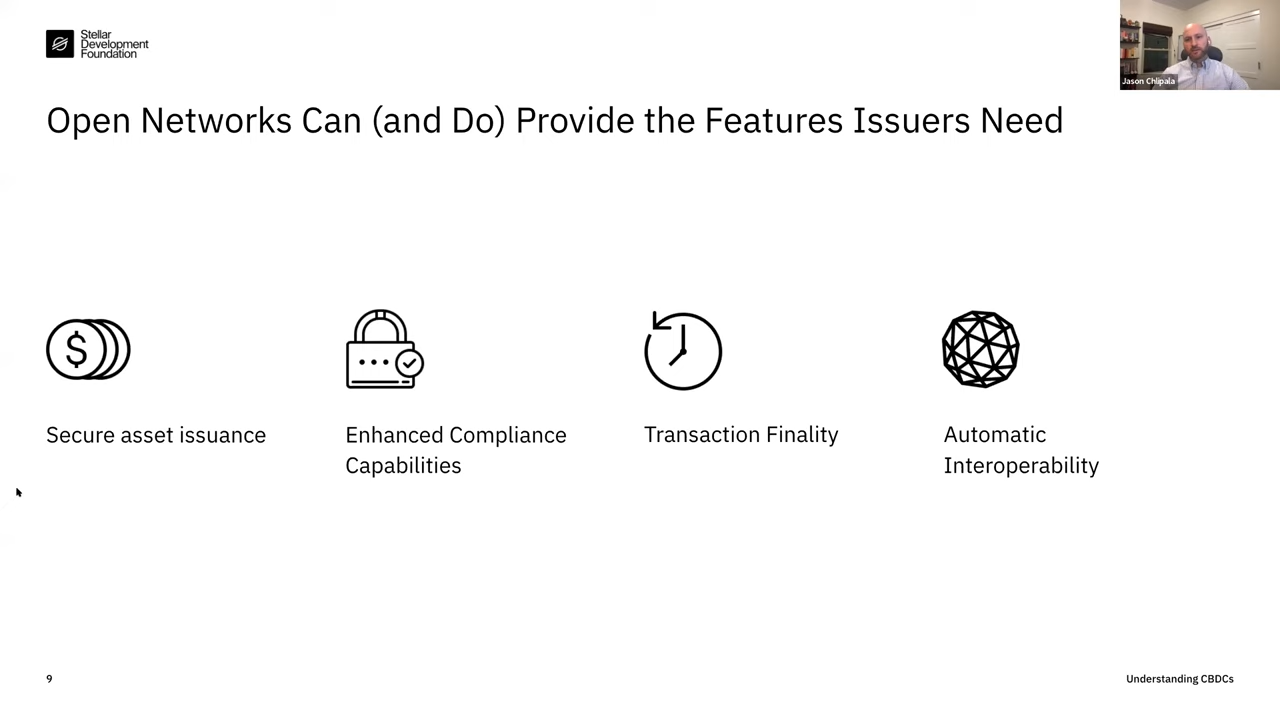 Stellar
Development
Foundation
Jason Chlipala
Open Networks Can (and Do) Provide the Features Issuers Need
$
Secure asset issuance
Enhanced Compliance
Capabilities
Transaction Finality
Automatic
Interoperability
9
Understanding CBDCs